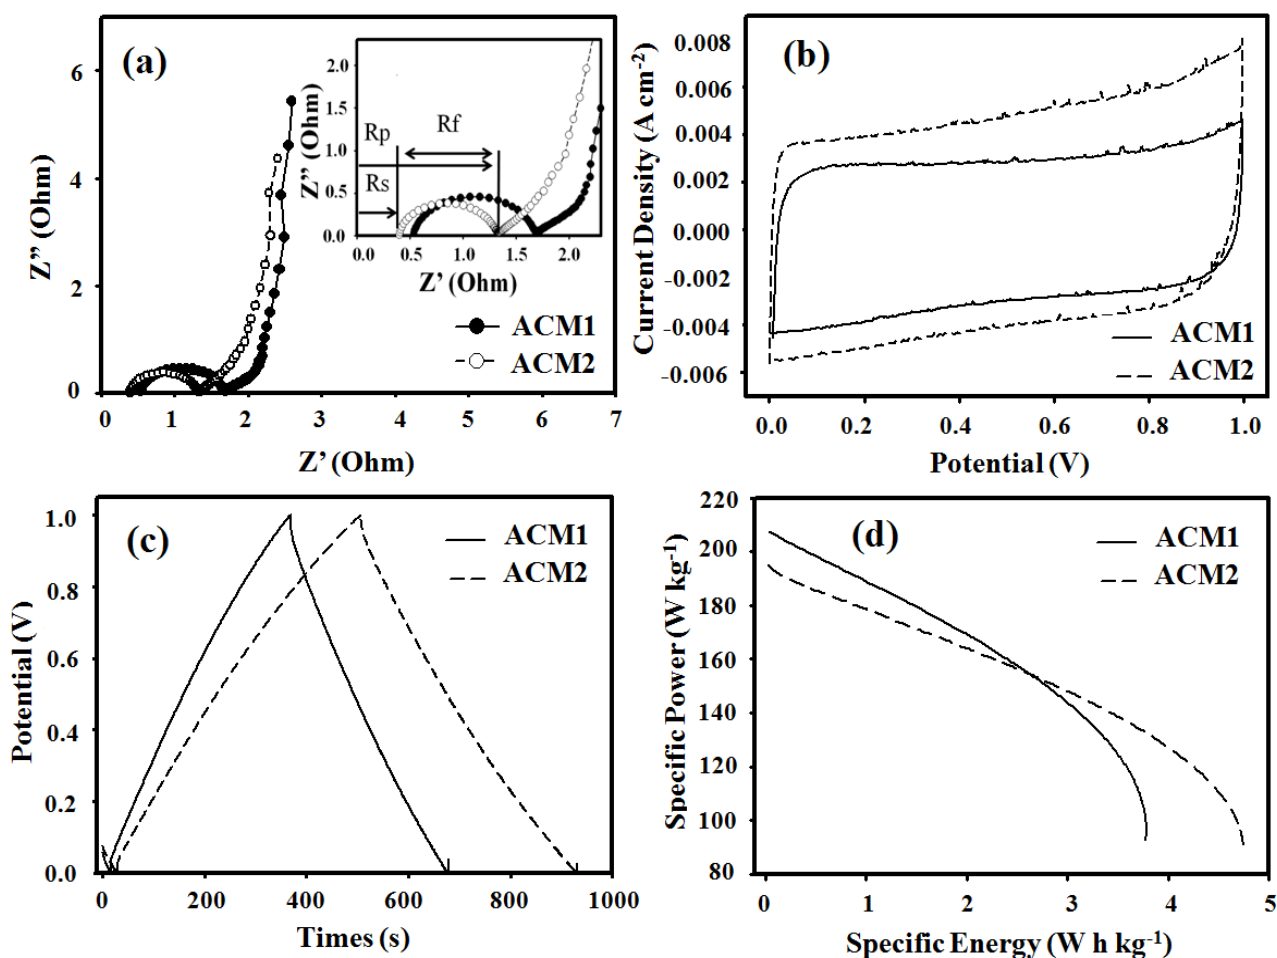 (a)
6
4
2
0
Z” (Ohm)
0 1 2 3 4 5 6 7
Z’ (Ohm)
2.0
1.5
1.0
0.5
0.0
Z” (Ohm)
Rp
Rf
Rs
0.0 0.5 1.0 1.5 2.0
Z’ (Ohm)
ACM1
ACM2
(b)
0.008
0.006
0.004
0.002
0.000
-0.002
-0.004
-0.006
Current Density (A cm-2)
ACM1
ACM2
0.0 0.2 0.4 0.6 0.8 1.0
Potential (V)
(c)
1.0
0.8
0.6
0.4
0.2
0.0
Potential (V)
ACM1
ACM2
0 200 400 600 800 1000
Times (s)
(d)
220
200
180
160
140
120
100
80
Specific Power (W kg-1)
ACM1
ACM2
0 1 2 3 4 5
Specific Energy (W h kg-1)